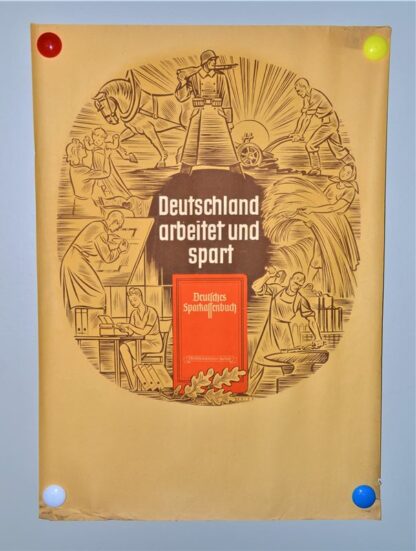 Deutschland
arbeitet und
spart
Deutsches
Sparkassenbuch